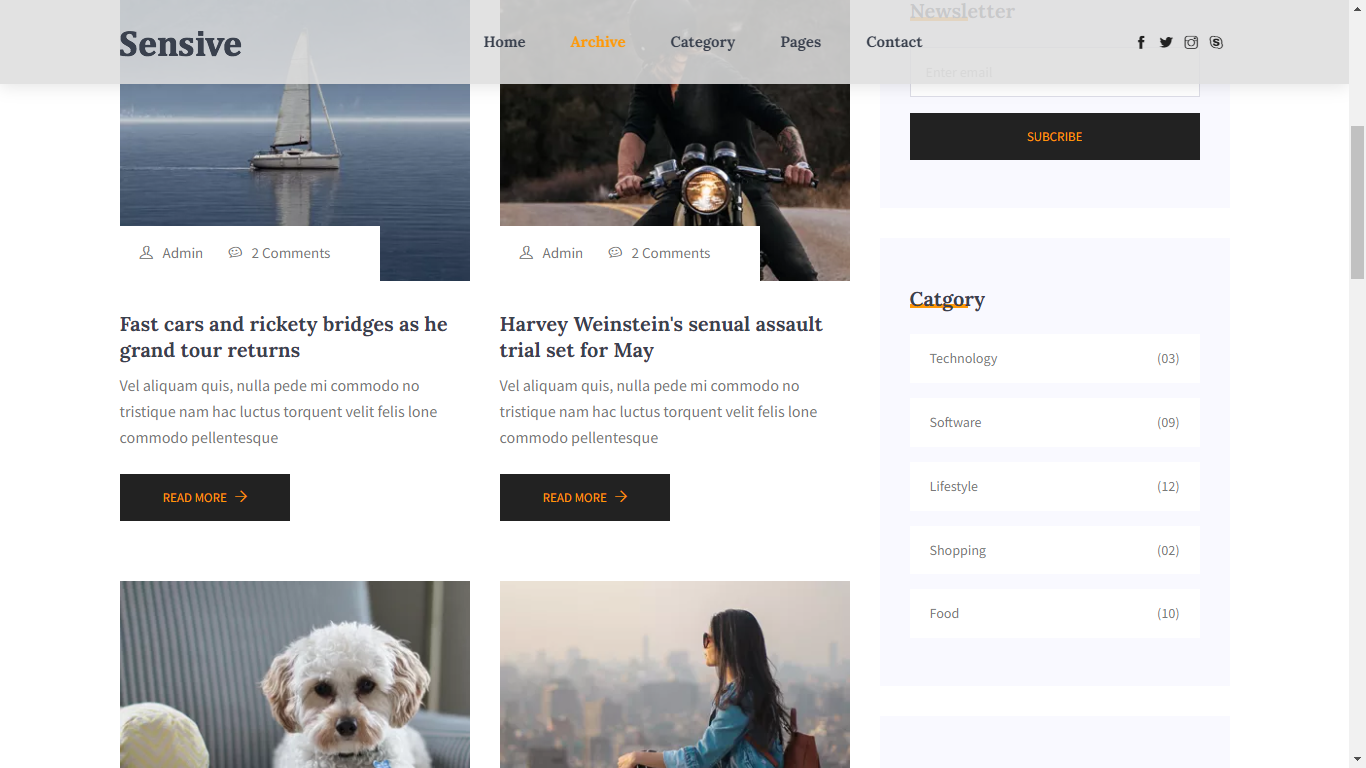 Sensive
Home
Archive
Category
Pages
Contact
Newsletter
Enter email
SUBCRIBE
Admin
2 Comments
Fast cars and rickety bridges as he
grand tour returns
Vel aliquam quis, nulla pede mi commodo no
tristique nam hac luctus torquent velit felis lone
commodo pellentesque
READ MORE
Admin
2 Comments
Harvey Weinstein's senual assault
trial set for May
Vel aliquam quis, nulla pede mi commodo no
tristique nam hac luctus torquent velit felis lone
commodo pellentesque
READ MORE
Catgory
Technology (03)
Software (09)
Lifestyle (12)
Shopping (02)
Food (10)